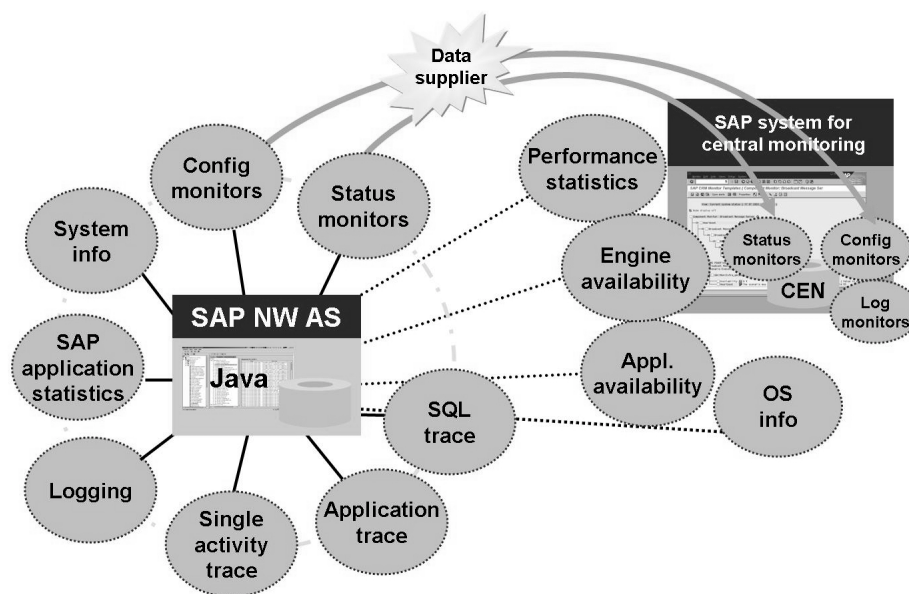 Data
supplier
SAP system for
central monitoring
Config
monitors
Performance
statistics
Status
monitors
System
info
Engine
availability
Status
monitors
Config
monitors
CEN
Log
monitors
SAP NW AS
Java
SAP
application
statistics
Appl.
availability
SQL
trace
OS
info
Logging
Single
activity
trace
Application
trace